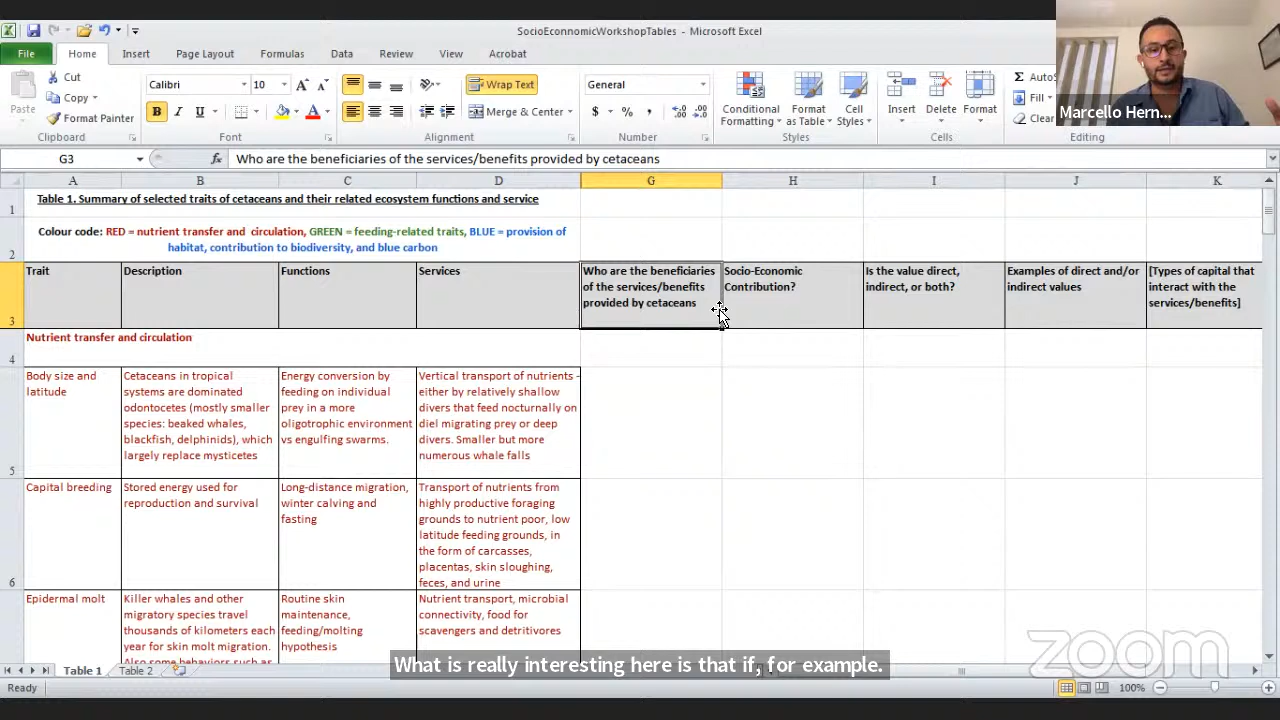 SocioEconnomicWorkshopTables - Microsoft Excel
File Home Insert Page Layout Formulas Data Review View Acrobat
Paste
Cut
Copy
Format Painter
Clipboard
Calibri 10
B I U
Font
Wrap Text
Merge & Center
Alignment
General
$ % ,
Number
Conditional Formatting
Format as Table
Cell Styles
Styles
Insert Delete Format
Cells
Auto
Fill
Clear
Editing
Marcello Hern...
G3 fx Who are the beneficiaries of the services/benefits provided by cetaceans
A B C D G H I J K
1 Table 1. Summary of selected traits of cetaceans and their related ecosystem functions and service
2 Colour code: RED = nutrient transfer and circulation, GREEN = feeding-related traits, BLUE = provision of
habitat, contribution to biodiversity, and blue carbon
3
Trait
Description
Functions
Services
Who are the beneficiaries
of the services/benefits
provided by cetaceans
Socio-Economic
Contribution?
Is the value direct,
indirect, or both?
Examples of direct and/or
indirect values
[Types of capital that
interact with the
services/benefits]
4
Nutrient transfer and circulation
5
Body size and
latitude
Cetaceans in tropical
systems are dominated
odontocetes (mostly smaller
species: beaked whales,
blackfish, delphinids), which
largely replace mysticetes
Energy conversion by
feeding on individual
prey in a more
oligotrophic environment
vs engulfing swarms.
Vertical transport of nutrients -
either by relatively shallow
divers that feed nocturnally on
diel migrating prey or deep
divers. Smaller but more
numerous whale falls
6
Capital breeding
Stored energy used for
reproduction and survival
Long-distance migration,
winter calving and
fasting
Transport of nutrients from
highly productive foraging
grounds to nutrient poor, low
latitude feeding grounds, in
the form of carcasses,
placentas, skin sloughing,
feces, and urine
Epidermal molt
Killer whales and other
migratory species travel
thousands of kilometers each
year for skin molt migration.
Also some behaviors such as
Routine skin
maintenance,
feeding/molting
hypothesis
Nutrient transport, microbial
connectivity, food for
scavengers and detritivores
What is really interesting here is that if, for example.
zoom
Table 1 Table 2
Ready 100%